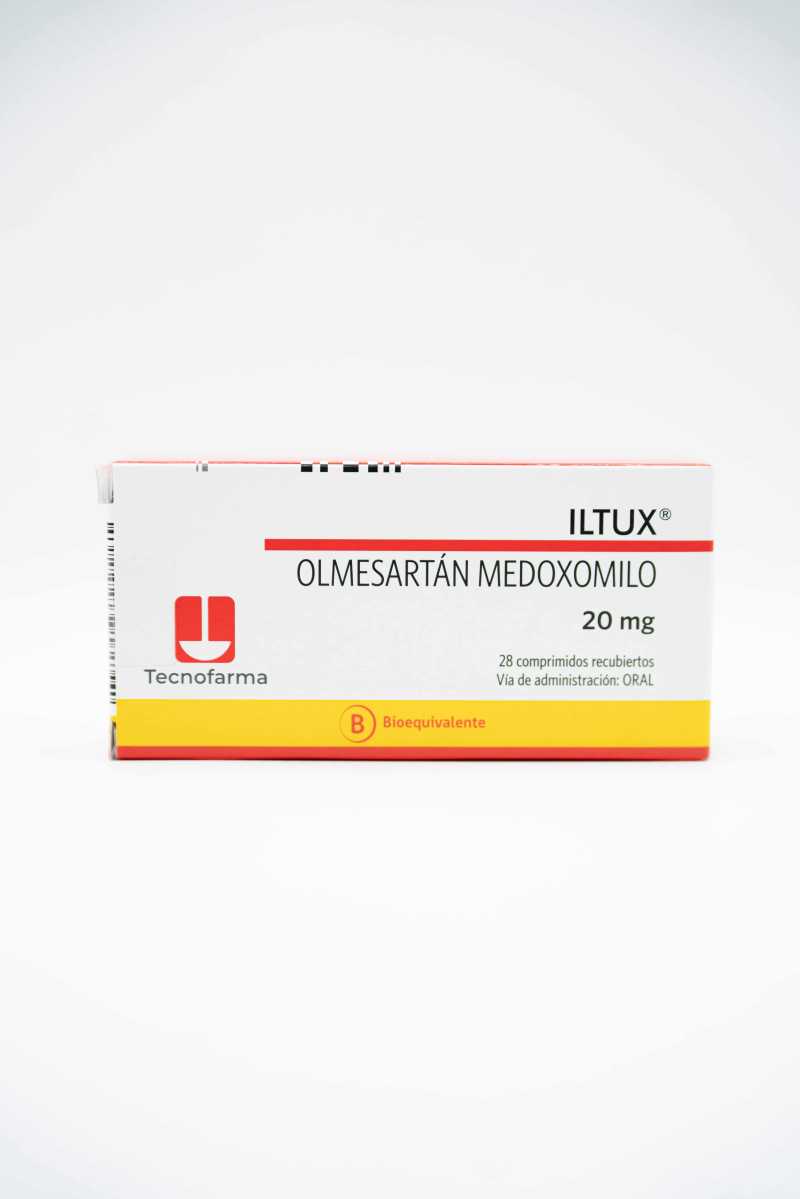 ILTUX®
OLMESARTÁN MEDOXOMILO
20 mg
28 comprimidos recubiertos
Vía de administración: ORAL
Tecnofarma
B Bioequivalente